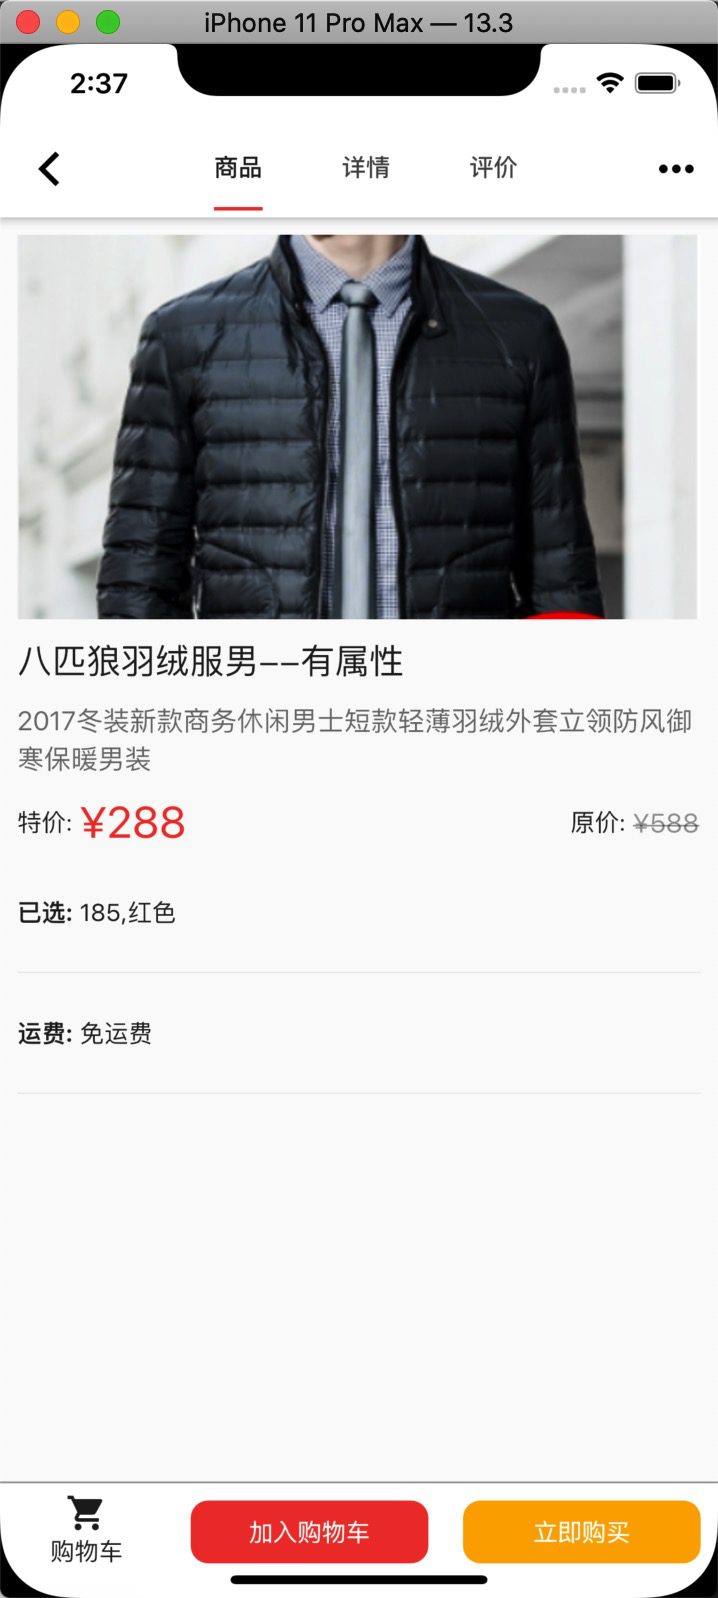 iPhone 11 Pro Max — 13.3
2:37
商品
详情
评价
八匹狼羽绒服男--有属性
2017冬装新款商务休闲男士短款轻薄羽绒外套立领防风御
寒保暖男装
特价: ¥288 原价: ¥588
已选: 185,红色
运费: 免运费
购物车
加入购物车
立即购买